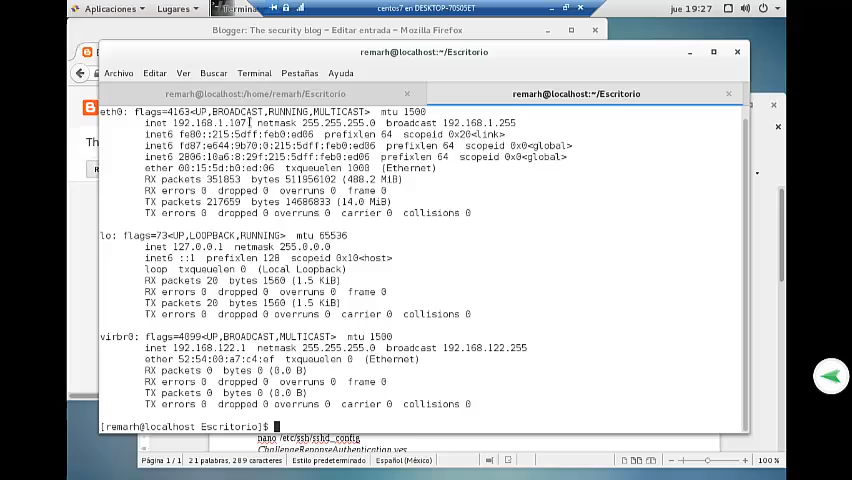 Aplicaciones Lugares Terminal centos7 en DESKTOP-70S05ET jue 19:27
Blogger: The security blog – Editar entrada – Mozilla Firefox
remarh@localhost:~/Escritorio
Archivo Editar Ver Buscar Terminal Pestañas Ayuda
remarh@localhost:/home/remarh/Escritorio × remarh@localhost:~/Escritorio ×
eth0: flags=4163<UP,BROADCAST,RUNNING,MULTICAST> mtu 1500
inet 192.168.1.107 netmask 255.255.255.0 broadcast 192.168.1.255
inet6 fe80::215:5dff:feb0:ed06 prefixlen 64 scopeid 0x20<link>
inet6 fd87:e644:9b70:0:215:5dff:feb0:ed06 prefixlen 64 scopeid 0x0<global>
inet6 2806:10a6:8:29f:215:5dff:feb0:ed06 prefixlen 64 scopeid 0x0<global>
ether 00:15:5d:b0:ed:06 txqueuelen 1000 (Ethernet)
RX packets 351853 bytes 511956102 (488.2 MiB)
RX errors 0 dropped 0 overruns 0 frame 0
TX packets 217659 bytes 14686833 (14.0 MiB)
TX errors 0 dropped 0 overruns 0 carrier 0 collisions 0
lo: flags=73<UP,LOOPBACK,RUNNING> mtu 65536
inet 127.0.0.1 netmask 255.0.0.0
inet6 ::1 prefixlen 128 scopeid 0x10<host>
loop txqueuelen 0 (Local Loopback)
RX packets 20 bytes 1560 (1.5 KiB)
RX errors 0 dropped 0 overruns 0 frame 0
TX packets 20 bytes 1560 (1.5 KiB)
TX errors 0 dropped 0 overruns 0 carrier 0 collisions 0
virbr0: flags=4099<UP,BROADCAST,MULTICAST> mtu 1500
inet 192.168.122.1 netmask 255.255.255.0 broadcast 192.168.122.255
ether 52:54:00:a7:c4:ef txqueuelen 0 (Ethernet)
RX packets 0 bytes 0 (0.0 B)
RX errors 0 dropped 0 overruns 0 frame 0
TX packets 0 bytes 0 (0.0 B)
TX errors 0 dropped 0 overruns 0 carrier 0 collisions 0
[remarh@localhost Escritorio]$
nano /etc/ssh/sshd_config
ChallengeReponseAuthentication yes
Página 1 / 1 21 palabras, 289 caracteres Estilo predeterminado Español (México) 100 %